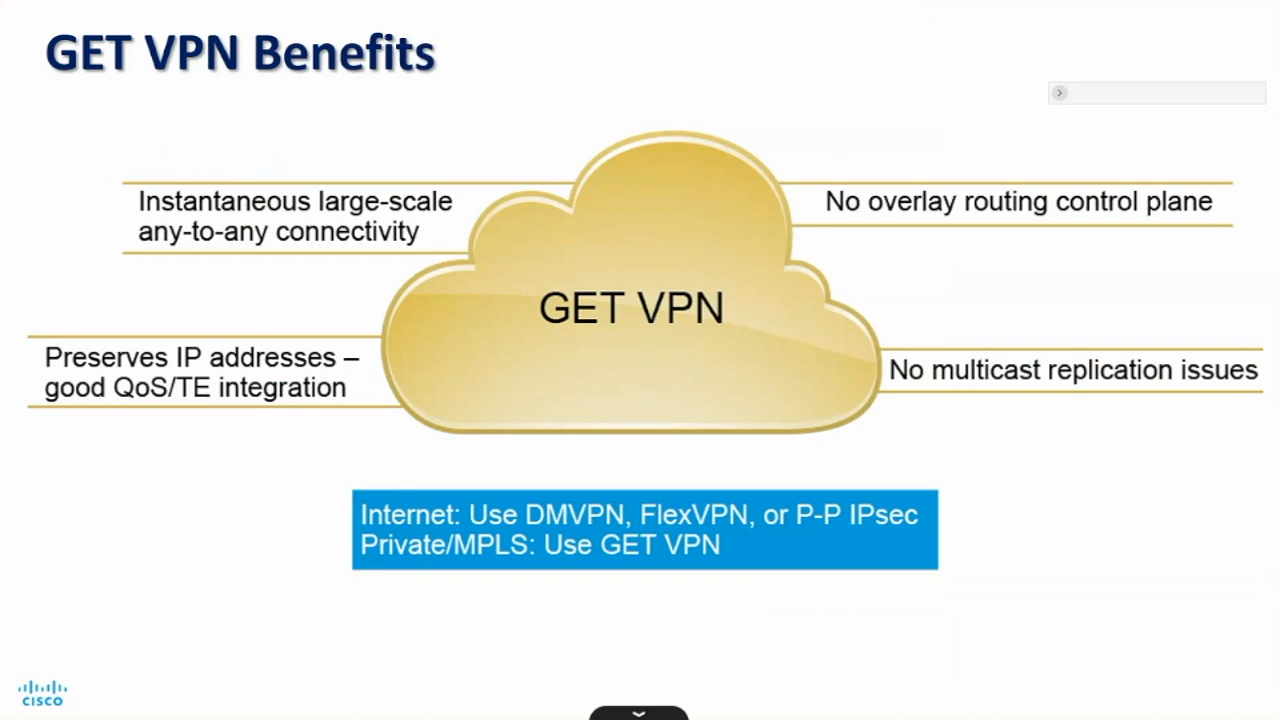 GET VPN Benefits
Instantaneous large-scale
any-to-any connectivity
No overlay routing control plane
GET VPN
Preserves IP addresses –
good QoS/TE integration
No multicast replication issues
Internet: Use DMVPN, FlexVPN, or P-P IPsec
Private/MPLS: Use GET VPN
CISCO